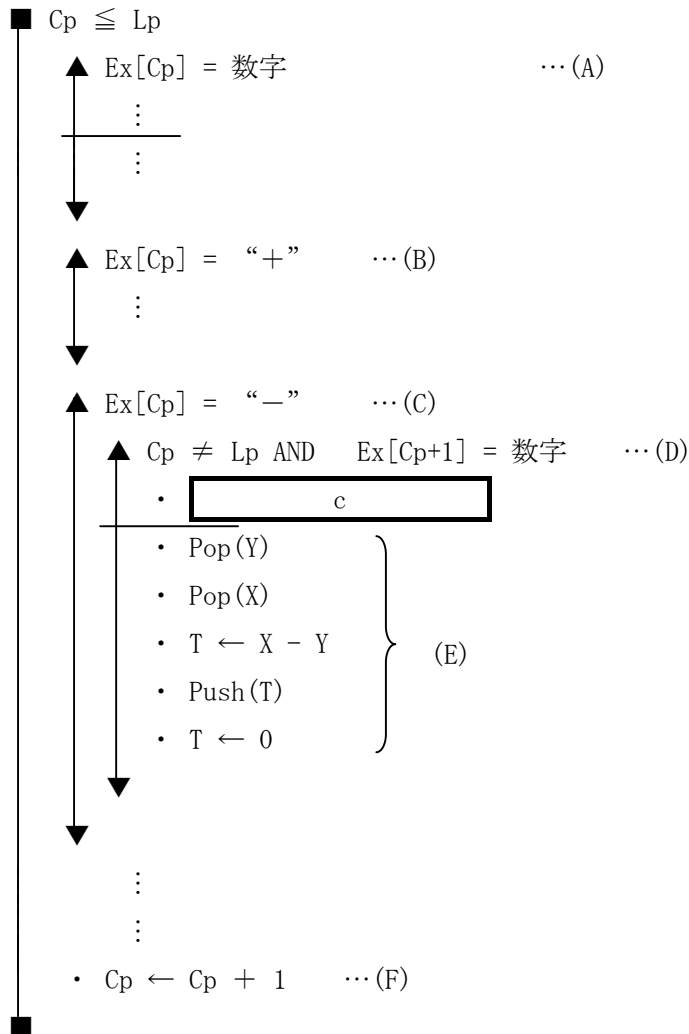 ■ Cp ≦ Lp
▲ Ex[Cp] = 数字 …(A)
⋮
⋮
▼
▲ Ex[Cp] = “+” …(B)
⋮
▼
▲ Ex[Cp] = “−” …(C)
▲ Cp ≠ Lp AND Ex[Cp+1] = 数字 …(D)
・ c
・ Pop(Y)
・ Pop(X)
・ T ← X - Y
(E)
・ Push(T)
・ T ← 0
▼
▼
⋮
⋮
・ Cp ← Cp + 1 …(F)
■